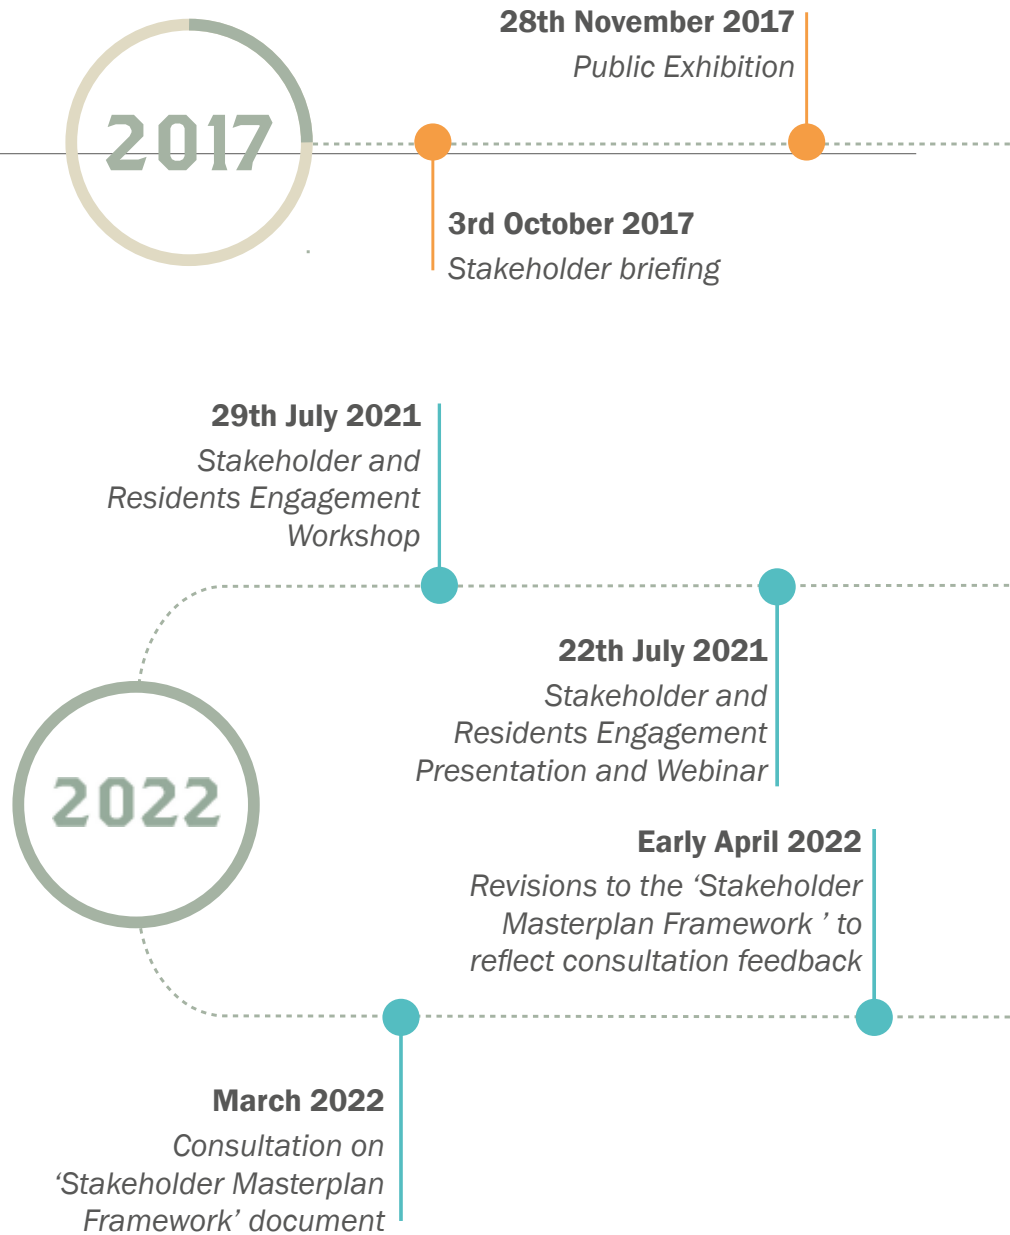 2017
28th November 2017
Public Exhibition
3rd October 2017
Stakeholder briefing
29th July 2021
Stakeholder and
Residents Engagement
Workshop
22th July 2021
Stakeholder and
Residents Engagement
Presentation and Webinar
2022
Early April 2022
Revisions to the ‘Stakeholder
Masterplan Framework ’ to
reflect consultation feedback
March 2022
Consultation on
‘Stakeholder Masterplan
Framework’ document